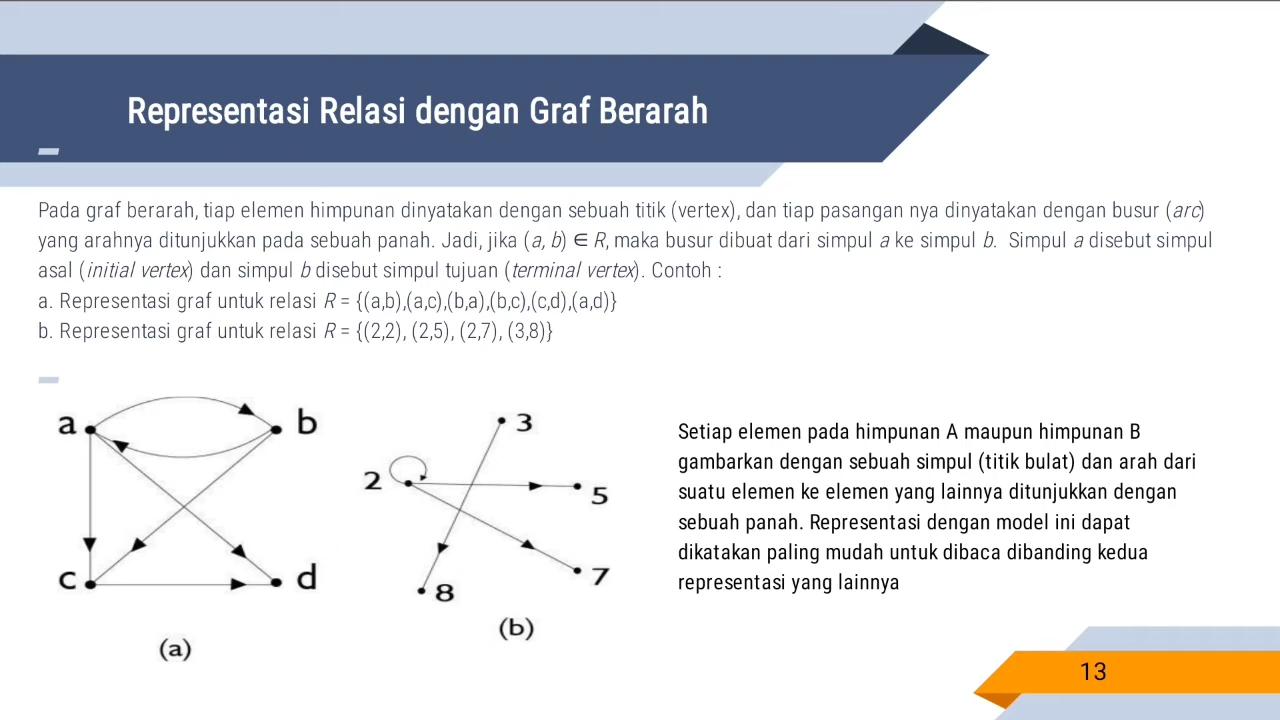 Representasi Relasi dengan Graf Berarah
Pada graf berarah, tiap elemen himpunan dinyatakan dengan sebuah titik (vertex), dan tiap pasangan nya dinyatakan dengan busur (arc)
yang arahnya ditunjukkan pada sebuah panah. Jadi, jika (a, b) ∈ R, maka busur dibuat dari simpul a ke simpul b. Simpul a disebut simpul
asal (initial vertex) dan simpul b disebut simpul tujuan (terminal vertex). Contoh :
a. Representasi graf untuk relasi R = {(a,b),(a,c),(b,a),(b,c),(c,d),(a,d)}
b. Representasi graf untuk relasi R = {(2,2), (2,5), (2,7), (3,8)}
a b
c d
(a)
3
2
5
7
8
(b)
Setiap elemen pada himpunan A maupun himpunan B
gambarkan dengan sebuah simpul (titik bulat) dan arah dari
suatu elemen ke elemen yang lainnya ditunjukkan dengan
sebuah panah. Representasi dengan model ini dapat
dikatakan paling mudah untuk dibaca dibanding kedua
representasi yang lainnya
13